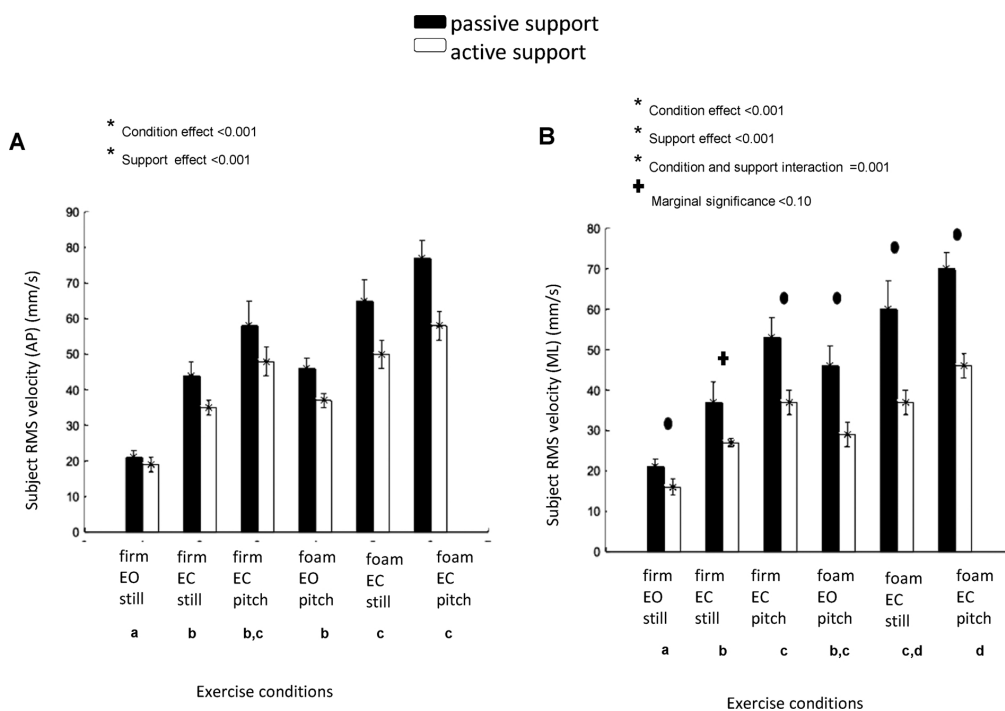 passive support
active support
A
* Condition effect <0.001
* Support effect <0.001
Subject RMS velocity (AP) (mm/s)
90
80
70
60
50
40
30
20
10
0
firm EO still
firm EC still
firm EC pitch
foam EO pitch
foam EC still
foam EC pitch
a b b,c b c c
Exercise conditions
B
* Condition effect <0.001
* Support effect <0.001
* Condition and support interaction =0.001
+ Marginal significance <0.10
Subject RMS velocity (ML) (mm/s)
80
70
60
50
40
30
20
10
0
firm EO still
firm EC still
firm EC pitch
foam EO pitch
foam EC still
foam EC pitch
a b c b,c c,d d
Exercise conditions